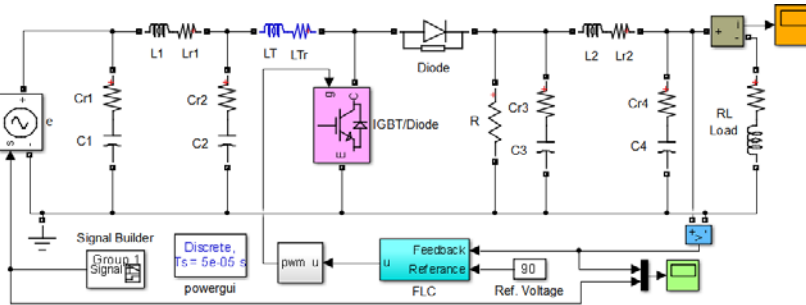 L1
Lr1
LT
LTr
Diode
L2
Lr2
+
i
-
Cr1
Cr2
g
C
IGBT/Diode
E
R
Cr3
Cr4
RL
Load
e
s
+
-
C1
C2
C3
C4
Signal Builder
Group 1
Signal 1
Discrete,
Ts = 5e-05 s
powergui
pwm u
u
Feedback
Referance
FLC
90
Ref. Voltage
+v-